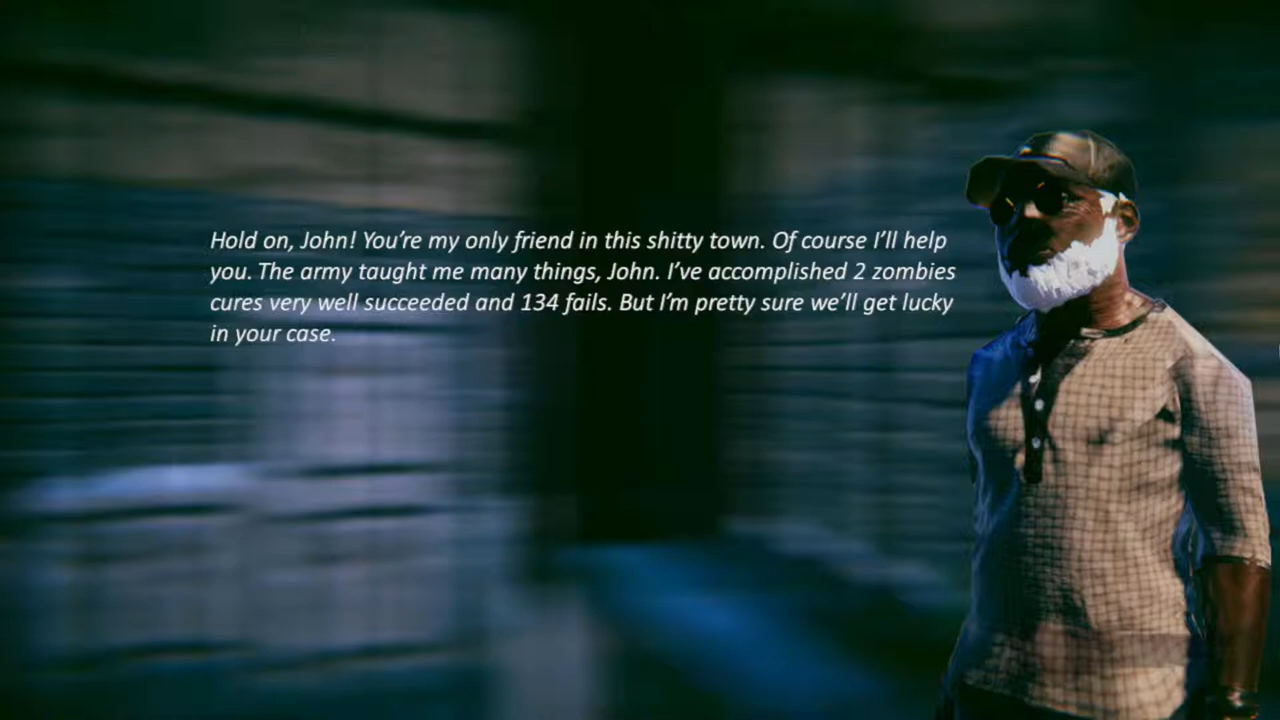 Hold on, John! You’re my only friend in this shitty town. Of course I’ll help
you. The army taught me many things, John. I’ve accomplished 2 zombies
cures very well succeeded and 134 fails. But I’m pretty sure we’ll get lucky
in your case.